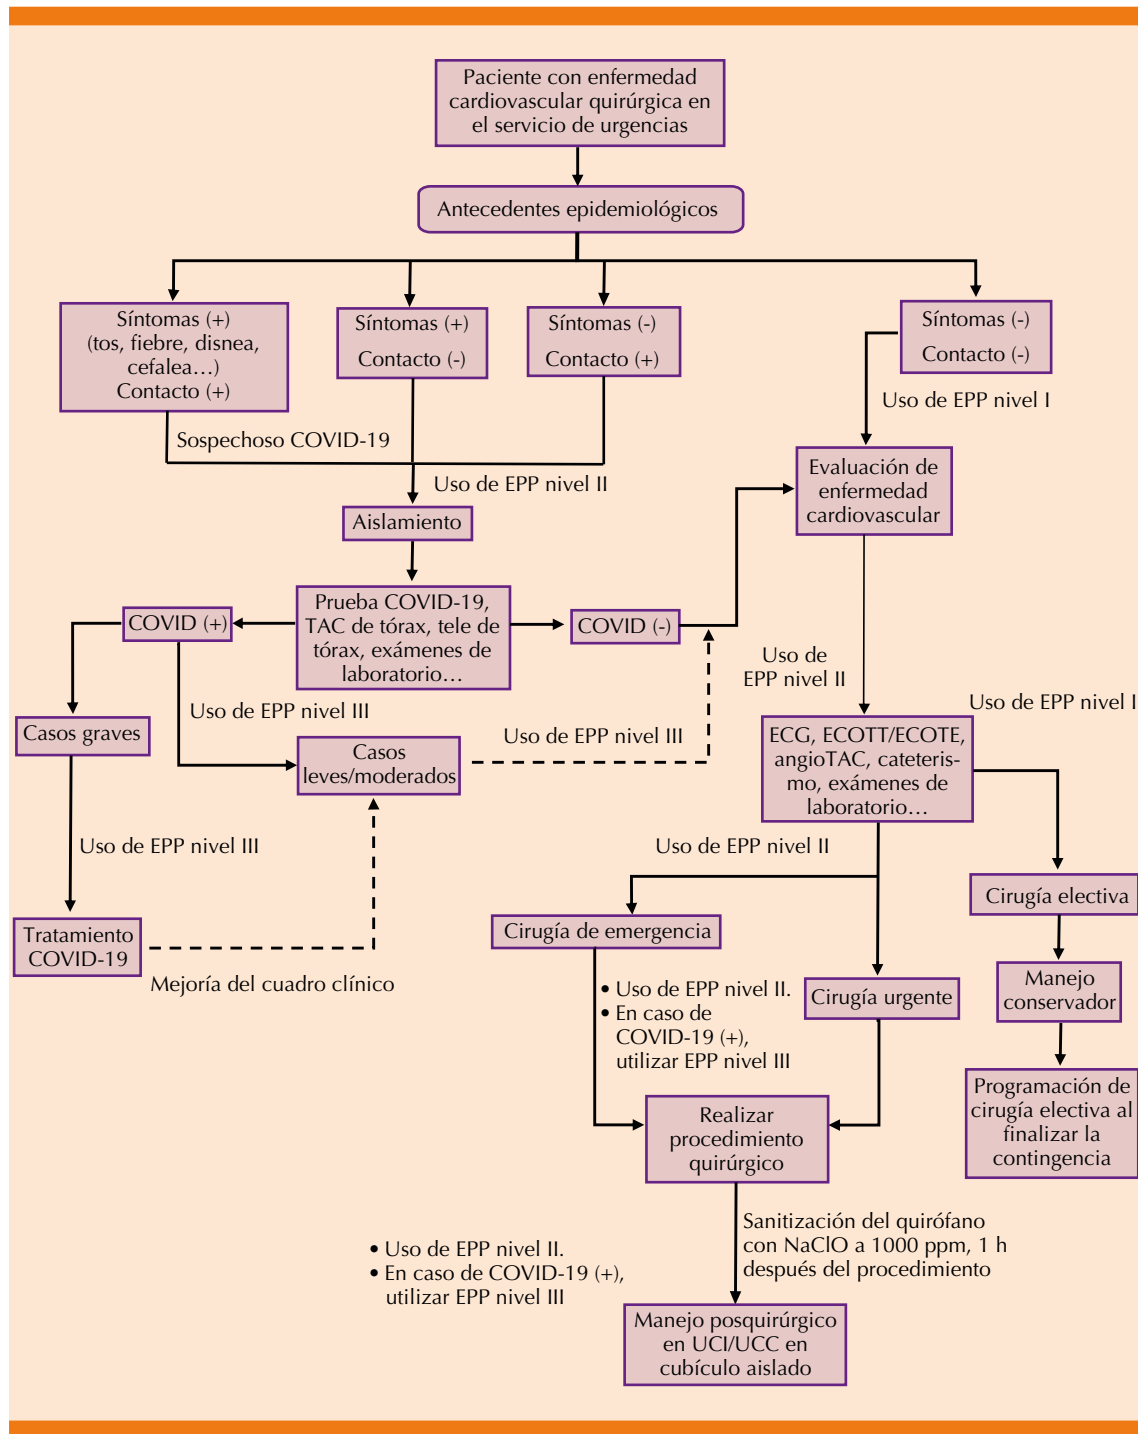 Paciente con enfermedad
cardiovascular quirúrgica en
el servicio de urgencias
Antecedentes epidemiológicos
Síntomas (+)
(tos, fiebre, disnea,
cefalea…)
Contacto (+)
Síntomas (+)
Contacto (-)
Síntomas (-)
Contacto (+)
Síntomas (-)
Contacto (-)
Uso de EPP nivel I
Sospechoso COVID-19
Uso de EPP nivel II
Aislamiento
Evaluación de
enfermedad
cardiovascular
Prueba COVID-19,
TAC de tórax, tele de
tórax, exámenes de
laboratorio…
COVID (+)
COVID (-)
Uso de
EPP nivel II
Uso de EPP nivel III
Casos graves
Casos
leves/moderados
Uso de EPP nivel III
Uso de EPP nivel I
ECG, ECOTT/ECOTE,
angioTAC, cateteris-
mo, exámenes de
laboratorio…
Uso de EPP nivel III
Uso de EPP nivel II
Tratamiento
COVID-19
Mejoría del cuadro clínico
Cirugía de emergencia
Cirugía electiva
• Uso de EPP nivel II.
• En caso de
COVID-19 (+),
utilizar EPP nivel III
Cirugía urgente
Manejo
conservador
Realizar
procedimiento
quirúrgico
Programación de
cirugía electiva al
finalizar la
contingencia
Sanitización del quirófano
con NaClO a 1000 ppm, 1 h
después del procedimiento
• Uso de EPP nivel II.
• En caso de COVID-19 (+),
utilizar EPP nivel III
Manejo posquirúrgico
en UCI/UCC en
cubículo aislado